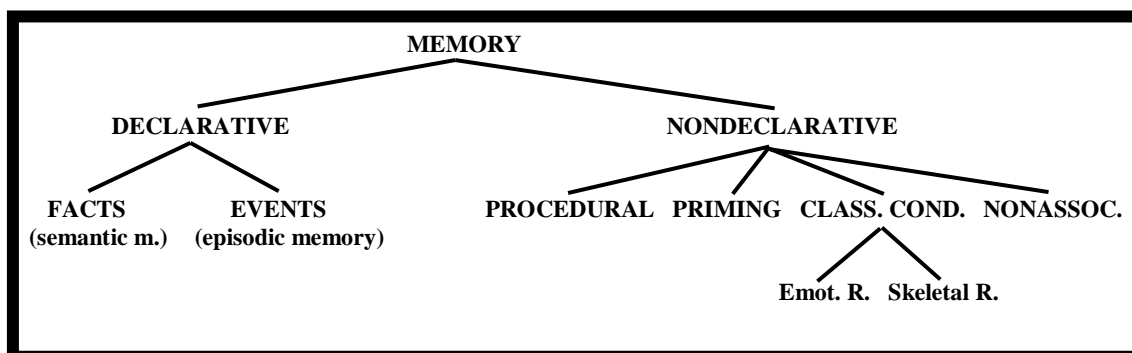 MEMORY
DECLARATIVE NONDECLARATIVE
FACTS EVENTS PROCEDURAL PRIMING CLASS. COND. NONASSOC.
(semantic m.) (episodic memory)
Emot. R. Skeletal R.